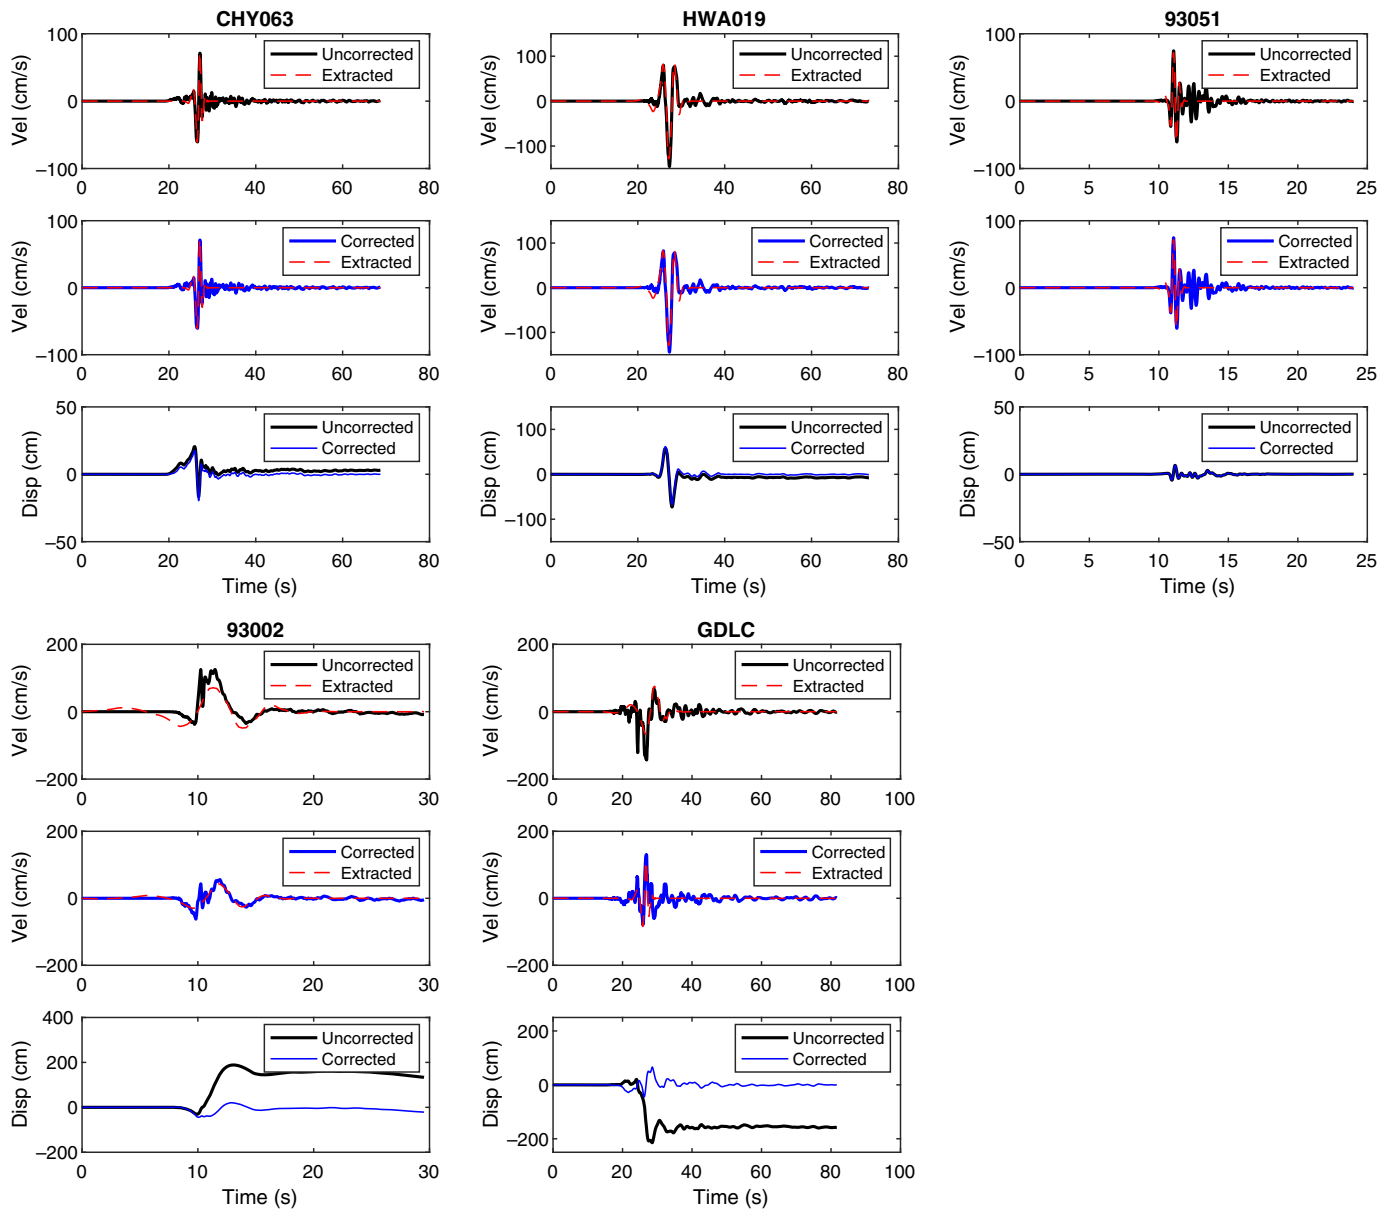 CHY063
HWA019
93051
100
0
−100
Vel (cm/s)
Uncorrected
Extracted
0 20 40 60 80
100
0
−100
Vel (cm/s)
Uncorrected
Extracted
0 20 40 60 80
100
0
−100
Vel (cm/s)
Uncorrected
Extracted
0 5 10 15 20 25
100
0
−100
Vel (cm/s)
Corrected
Extracted
0 20 40 60 80
100
0
−100
Vel (cm/s)
Corrected
Extracted
0 20 40 60 80
100
0
−100
Vel (cm/s)
Corrected
Extracted
0 5 10 15 20 25
50
0
−50
Disp (cm)
Uncorrected
Corrected
0 20 40 60 80
Time (s)
100
0
−100
Disp (cm)
Uncorrected
Corrected
0 20 40 60 80
Time (s)
50
0
−50
Disp (cm)
Uncorrected
Corrected
0 5 10 15 20 25
Time (s)
93002
GDLC
200
0
−200
Vel (cm/s)
Uncorrected
Extracted
0 10 20 30
200
0
−200
Vel (cm/s)
Uncorrected
Extracted
0 20 40 60 80 100
200
0
−200
Vel (cm/s)
Corrected
Extracted
0 10 20 30
200
0
−200
Vel (cm/s)
Corrected
Extracted
0 20 40 60 80 100
400
200
0
−200
Disp (cm)
Uncorrected
Corrected
0 10 20 30
Time (s)
200
0
−200
Disp (cm)
Uncorrected
Corrected
0 20 40 60 80 100
Time (s)